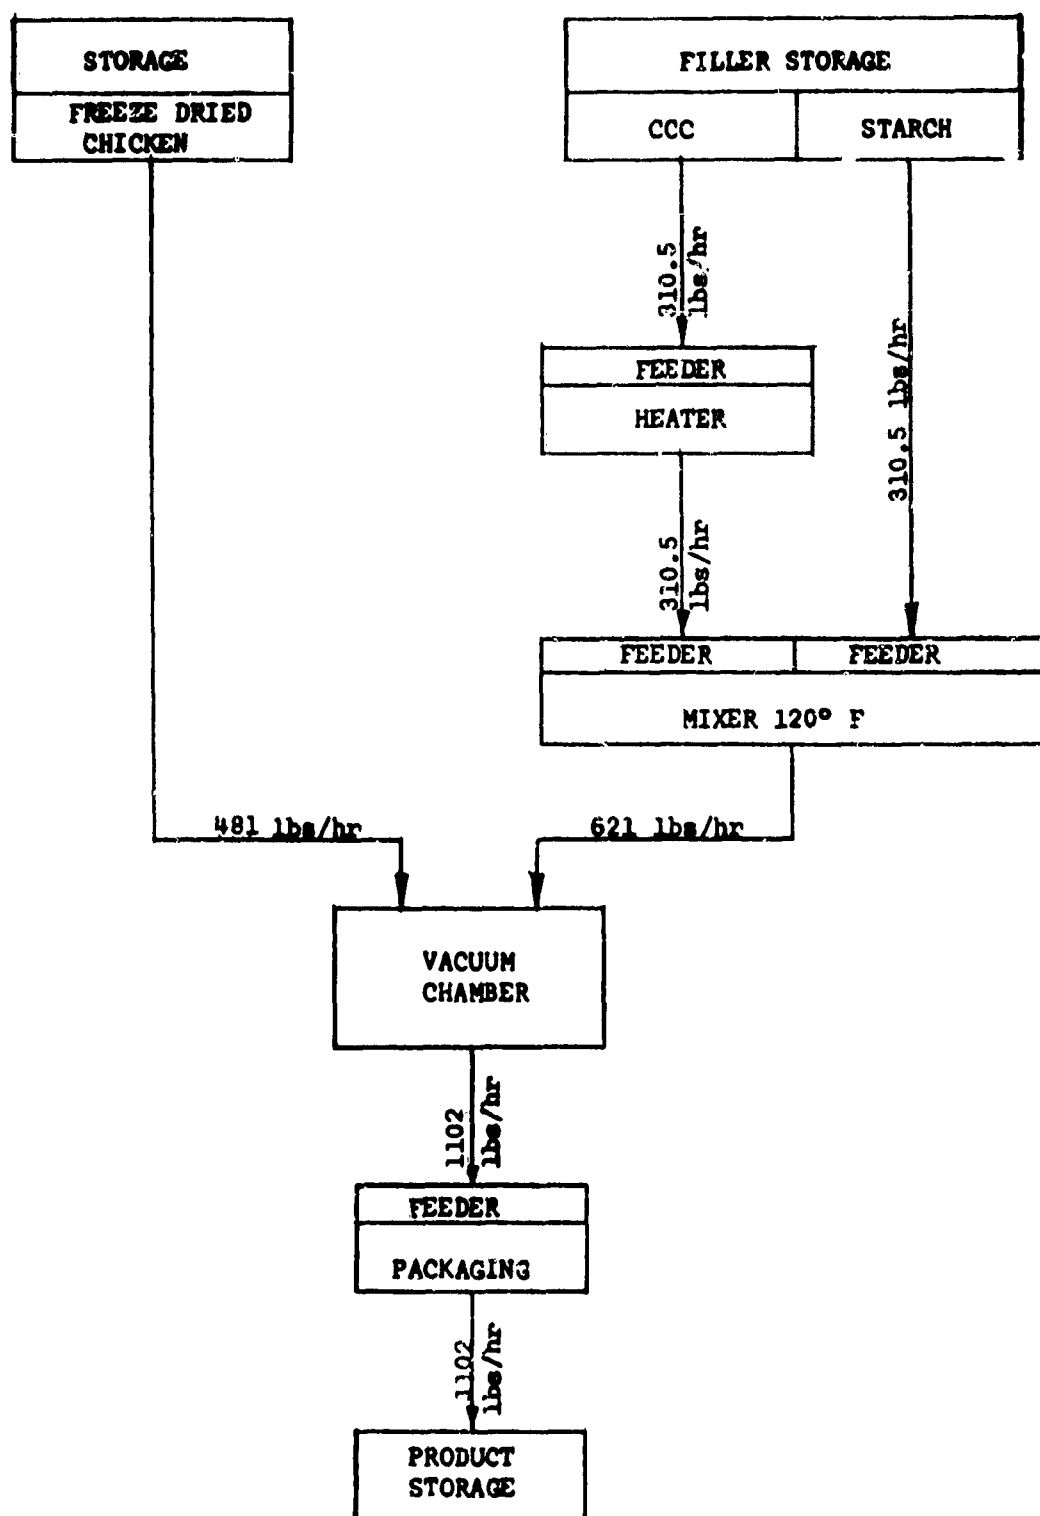 STORAGE
FREEZE DRIED
CHICKEN
FILLER STORAGE
CCC
STARCH
310.5
lbs/hr
310.5 lbs/hr
FEEDER
HEATER
310.5
lbs/hr
FEEDER
FEEDER
MIXER 120° F
481 lbs/hr
621 lbs/hr
VACUUM
CHAMBER
1102
lbs/hr
FEEDER
PACKAGING
1102
lbs/hr
PRODUCT
STORAGE